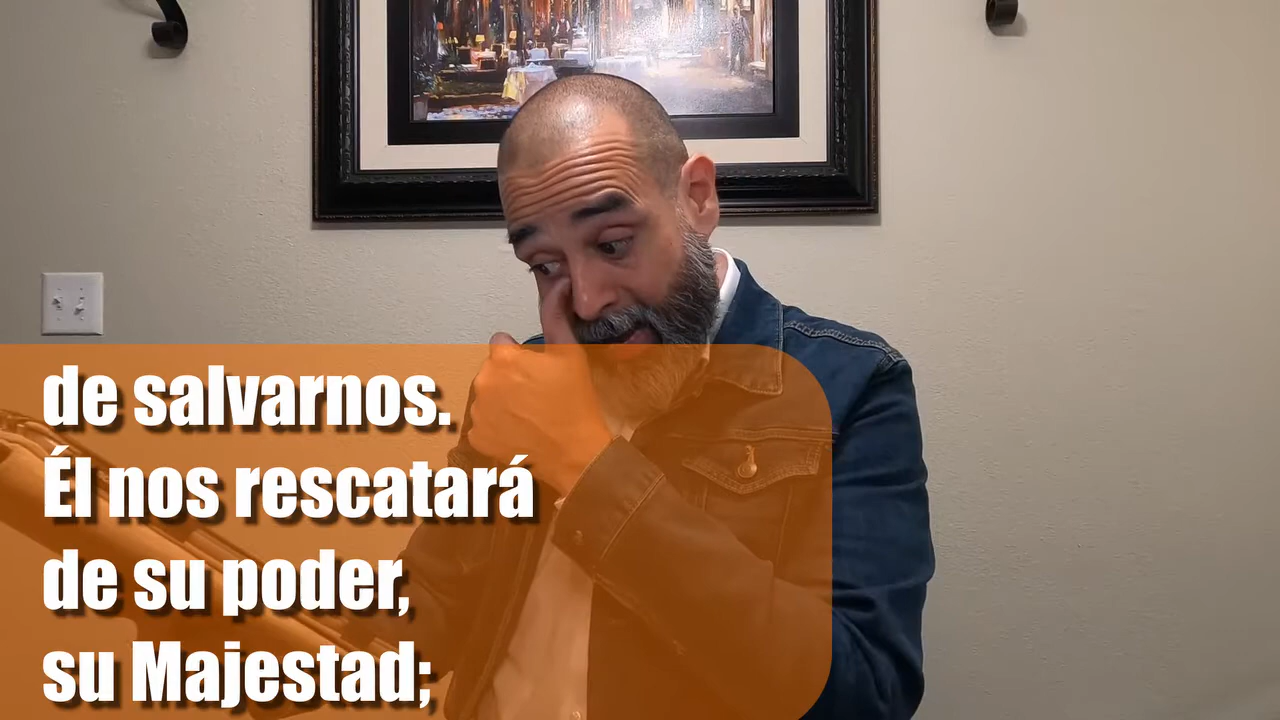 de salvarnos.
Él nos rescatará
de su poder,
su Majestad;